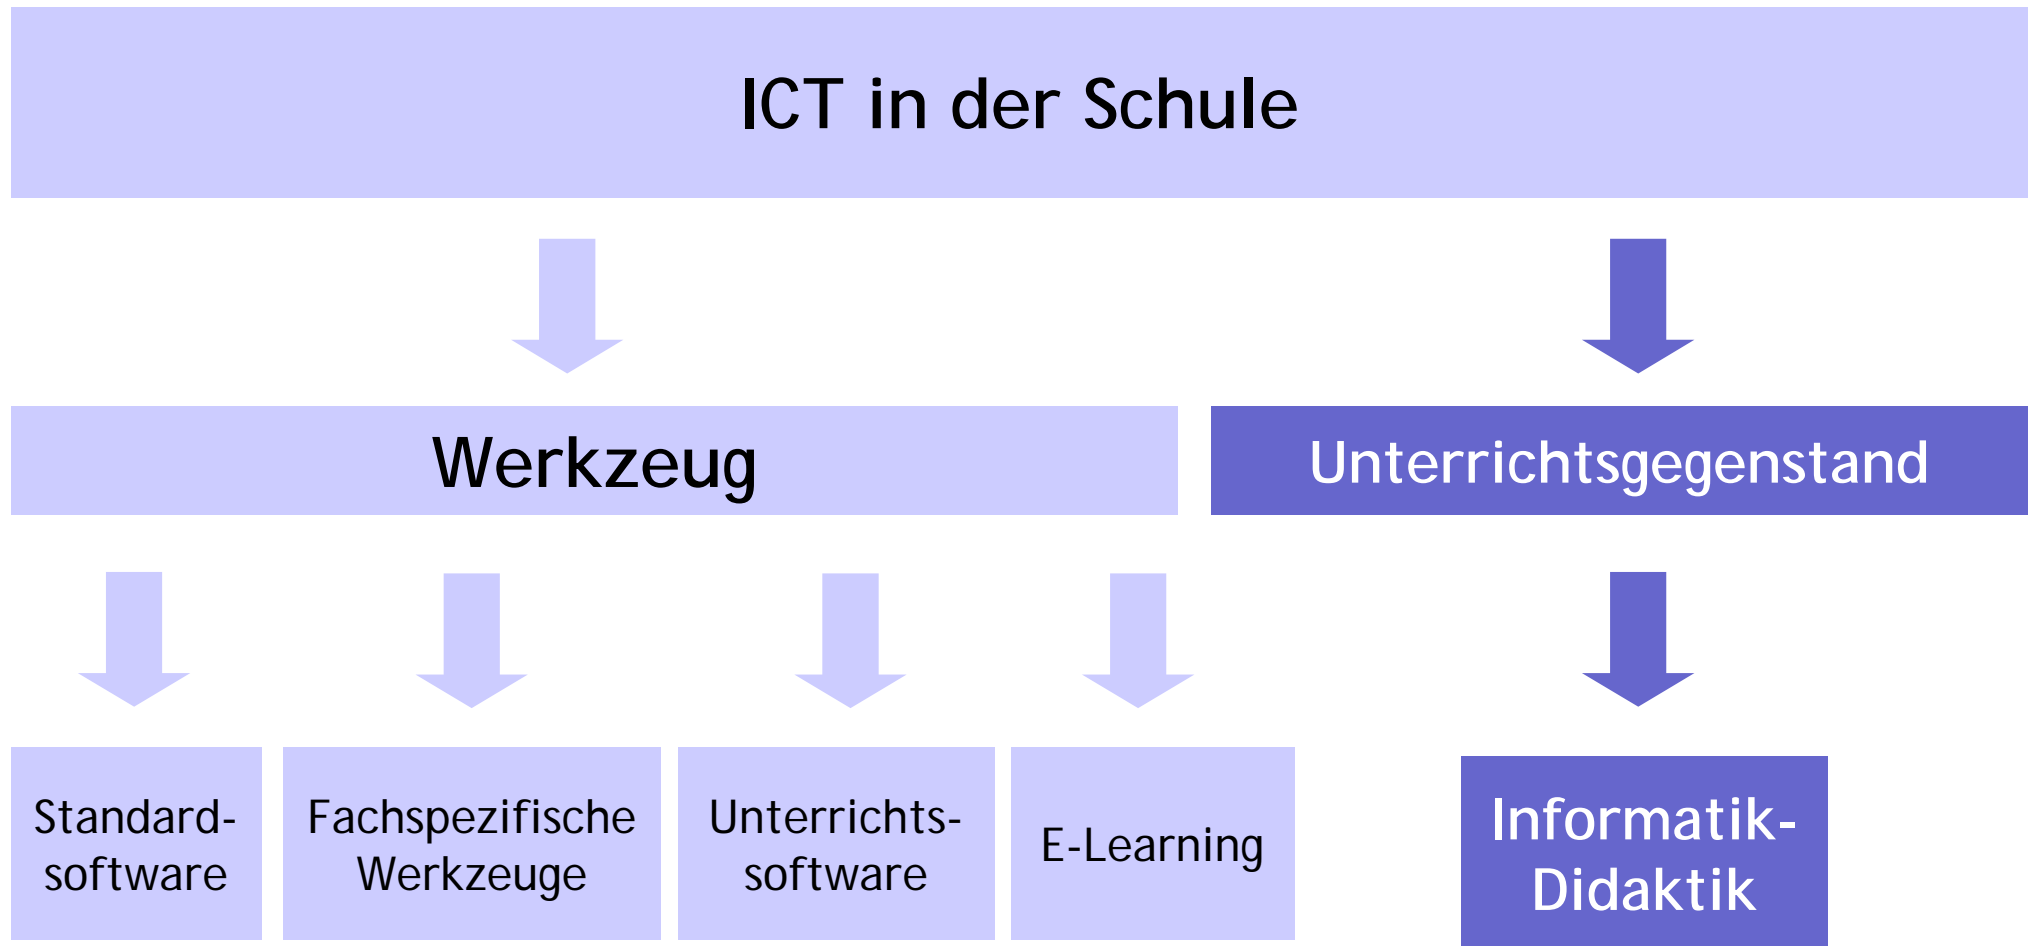 ICT in der Schule
Werkzeug
Unterrichtsgegenstand
Standard-
software
Fachspezifische
Werkzeuge
Unterrichts-
software
E-Learning
Informatik-
Didaktik